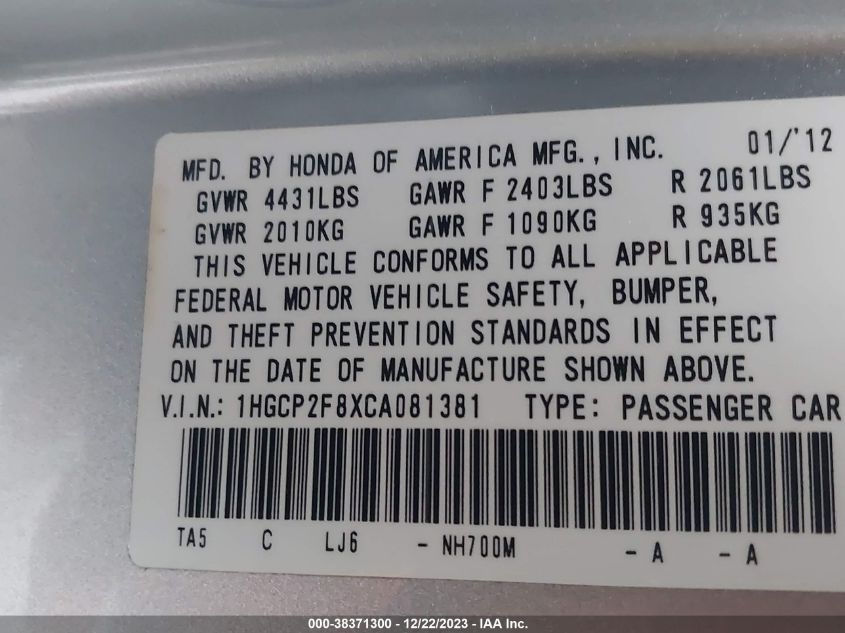 MFD. BY HONDA OF AMERICA MFG., INC. 01/'12
GVWR 4431LBS GAWR F 2403LBS R 2061LBS
GVWR 2010KG GAWR F 1090KG R 935KG
THIS VEHICLE CONFORMS TO ALL APPLICABLE
FEDERAL MOTOR VEHICLE SAFETY, BUMPER,
AND THEFT PREVENTION STANDARDS IN EFFECT
ON THE DATE OF MANUFACTURE SHOWN ABOVE.
V.I.N.: 1HGCP2F8XCA081381 TYPE: PASSENGER CAR
TA5 C LJ6 - NH700M - A - A
000-38371300 - 12/22/2023 - IAA Inc.